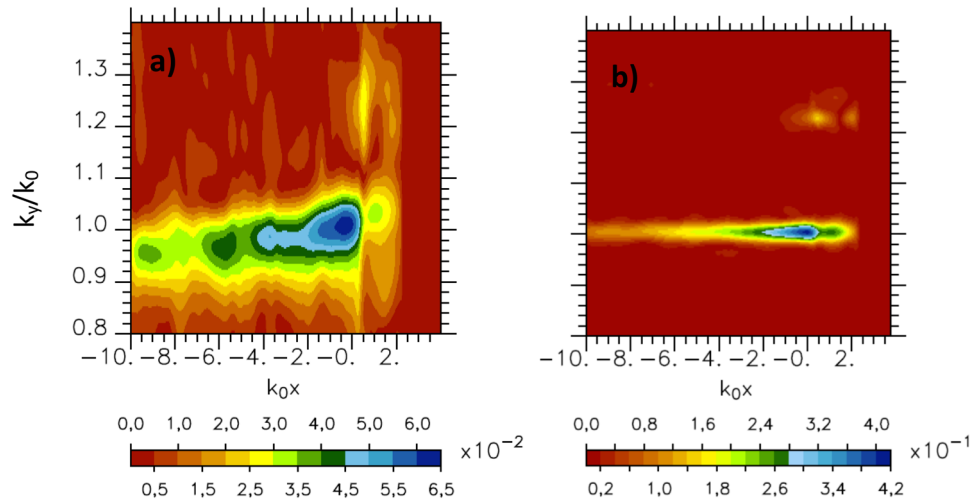 a)
b)
k_y/k_0
1.3
1.2
1.1
1.0
0.9
0.8
−10. −8. −6. −4. −2. −0. 2.
−10. −8. −6. −4. −2. −0. 2.
k_0x
k_0x
0,0 1,0 2,0 3,0 4,0 5,0 6,0
0,5 1,5 2,5 3,5 4,5 5,5 6,5
x10^-2
0,0 0,8 1,6 2,4 3,2 4,0
0,2 1,0 1,8 2,6 3,4 4,2
x10^-1